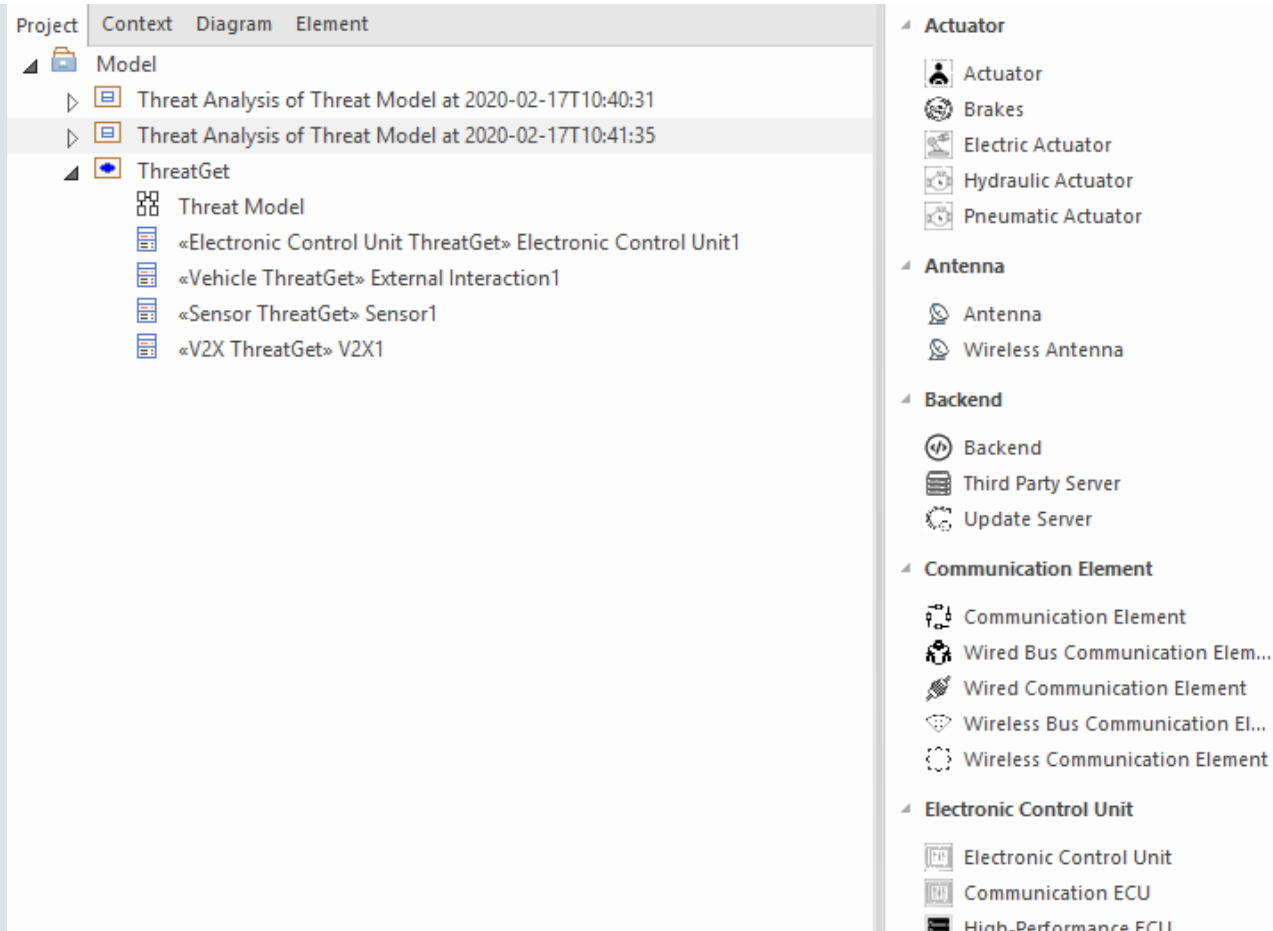 Project Context Diagram Element
Model
Threat Analysis of Threat Model at 2020-02-17T10:40:31
Threat Analysis of Threat Model at 2020-02-17T10:41:35
ThreatGet
Threat Model
«Electronic Control Unit ThreatGet» Electronic Control Unit1
«Vehicle ThreatGet» External Interaction1
«Sensor ThreatGet» Sensor1
«V2X ThreatGet» V2X1
Actuator
Actuator
Brakes
Electric Actuator
Hydraulic Actuator
Pneumatic Actuator
Antenna
Antenna
Wireless Antenna
Backend
Backend
Third Party Server
Update Server
Communication Element
Communication Element
Wired Bus Communication Elem...
Wired Communication Element
Wireless Bus Communication El...
Wireless Communication Element
Electronic Control Unit
Electronic Control Unit
Communication ECU
High-Performance ECU